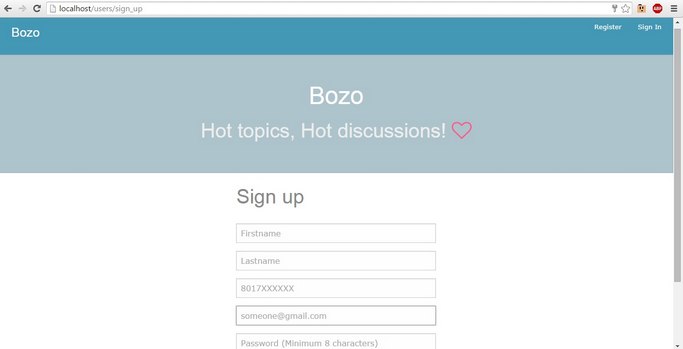 localhost/users/sign_up
Bozo
Register
Sign In
Bozo
Hot topics, Hot discussions!
Sign up
Firstname
Lastname
8017XXXXXX
someone@gmail.com
Password (Minimum 8 characters)